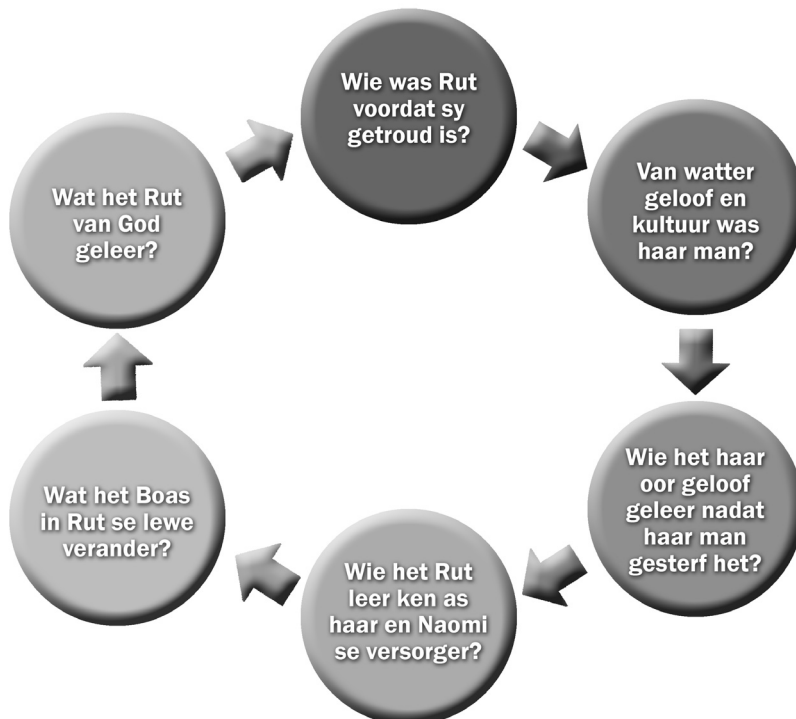 Wie was Rut
voordat sy
getroud is?
Van watter
geloof en
kultuur was
haar man?
Wie het haar
oor geloof
geleer nadat
haar man
gesterf het?
Wie het Rut
leer ken as
haar en Naomi
se versorger?
Wat het Boas
in Rut se lewe
verander?
Wat het Rut
van God
geleer?